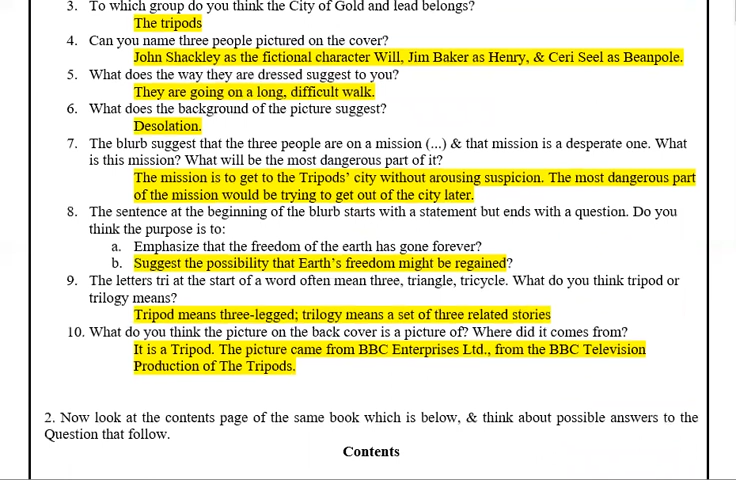 3. To which group do you think the City of Gold and lead belongs?
The tripods
4. Can you name three people pictured on the cover?
John Shackley as the fictional character Will, Jim Baker as Henry, & Ceri Seel as Beanpole.
5. What does the way they are dressed suggest to you?
They are going on a long, difficult walk.
6. What does the background of the picture suggest?
Desolation.
7. The blurb suggest that the three people are on a mission (...) & that mission is a desperate one. What
is this mission? What will be the most dangerous part of it?
The mission is to get to the Tripods’ city without arousing suspicion. The most dangerous part
of the mission would be trying to get out of the city later.
8. The sentence at the beginning of the blurb starts with a statement but ends with a question. Do you
think the purpose is to:
a. Emphasize that the freedom of the earth has gone forever?
b. Suggest the possibility that Earth’s freedom might be regained?
9. The letters tri at the start of a word often mean three, triangle, tricycle. What do you think tripod or
trilogy means?
Tripod means three-legged; trilogy means a set of three related stories
10. What do you think the picture on the back cover is a picture of? Where did it comes from?
It is a Tripod. The picture came from BBC Enterprises Ltd., from the BBC Television
Production of The Tripods.
2. Now look at the contents page of the same book which is below, & think about possible answers to the
Question that follow.
Contents